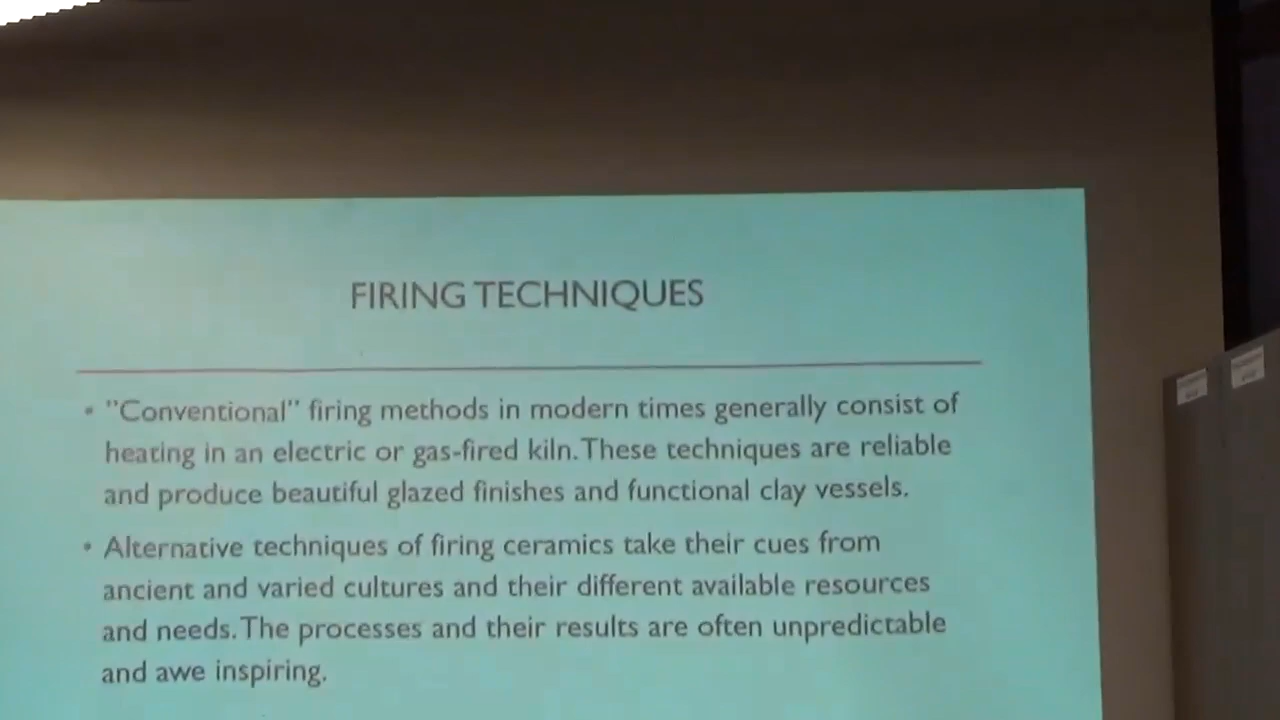 FIRING TECHNIQUES
• "Conventional" firing methods in modern times generally consist of
heating in an electric or gas-fired kiln. These techniques are reliable
and produce beautiful glazed finishes and functional clay vessels.
• Alternative techniques of firing ceramics take their cues from
ancient and varied cultures and their different available resources
and needs. The processes and their results are often unpredictable
and awe inspiring.